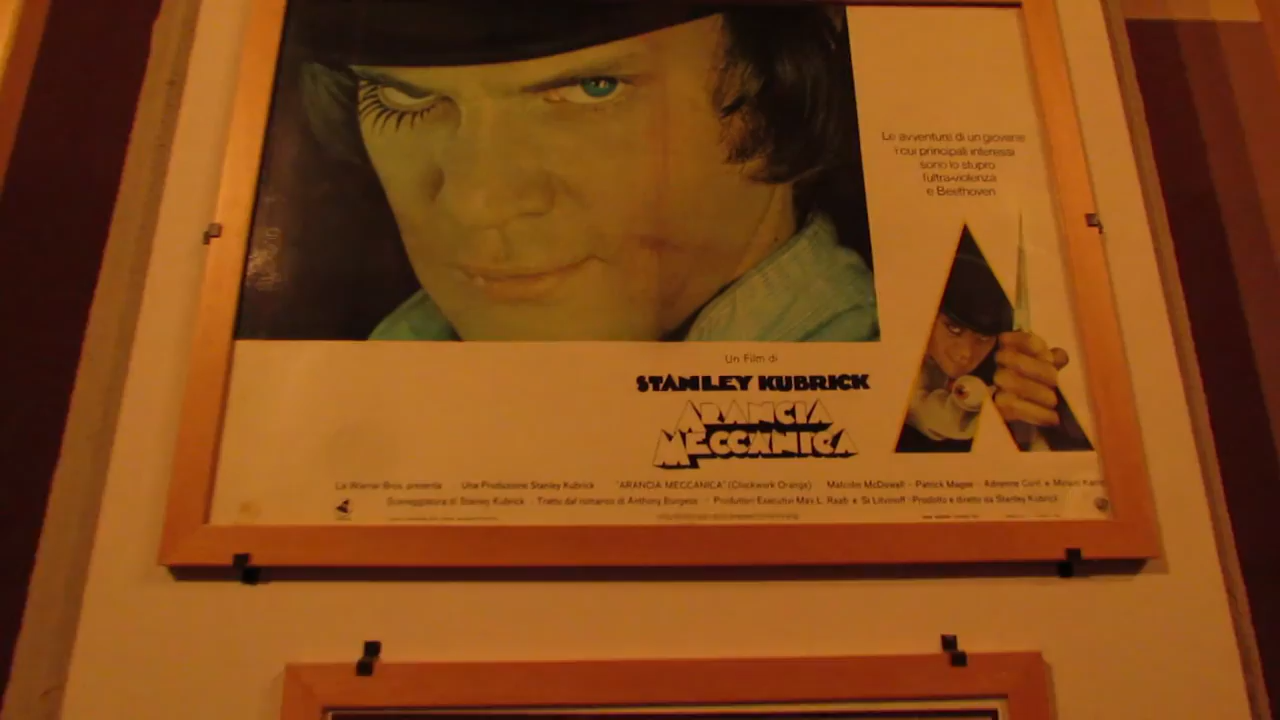 Le avventure di un giovane
i cui principali interessi
sono lo stupro
l'ultra-violenza
e Beethoven
Un Film di
STANLEY KUBRICK
ARANCIA
MECCANICA
La Warner Bros. presenta Una Produzione Stanley Kubrick "ARANCIA MECCANICA" (Clockwork Orange) Malcolm McDowell · Patrick Magee · Adrienne Corri e Miriam Karlin
Sceneggiatura di Stanley Kubrick · Tratto dal romanzo di Anthony Burgess · Produttori Esecutivi Max L. Raab e Si Litvinoff · Prodotto e diretto da Stanley Kubrick